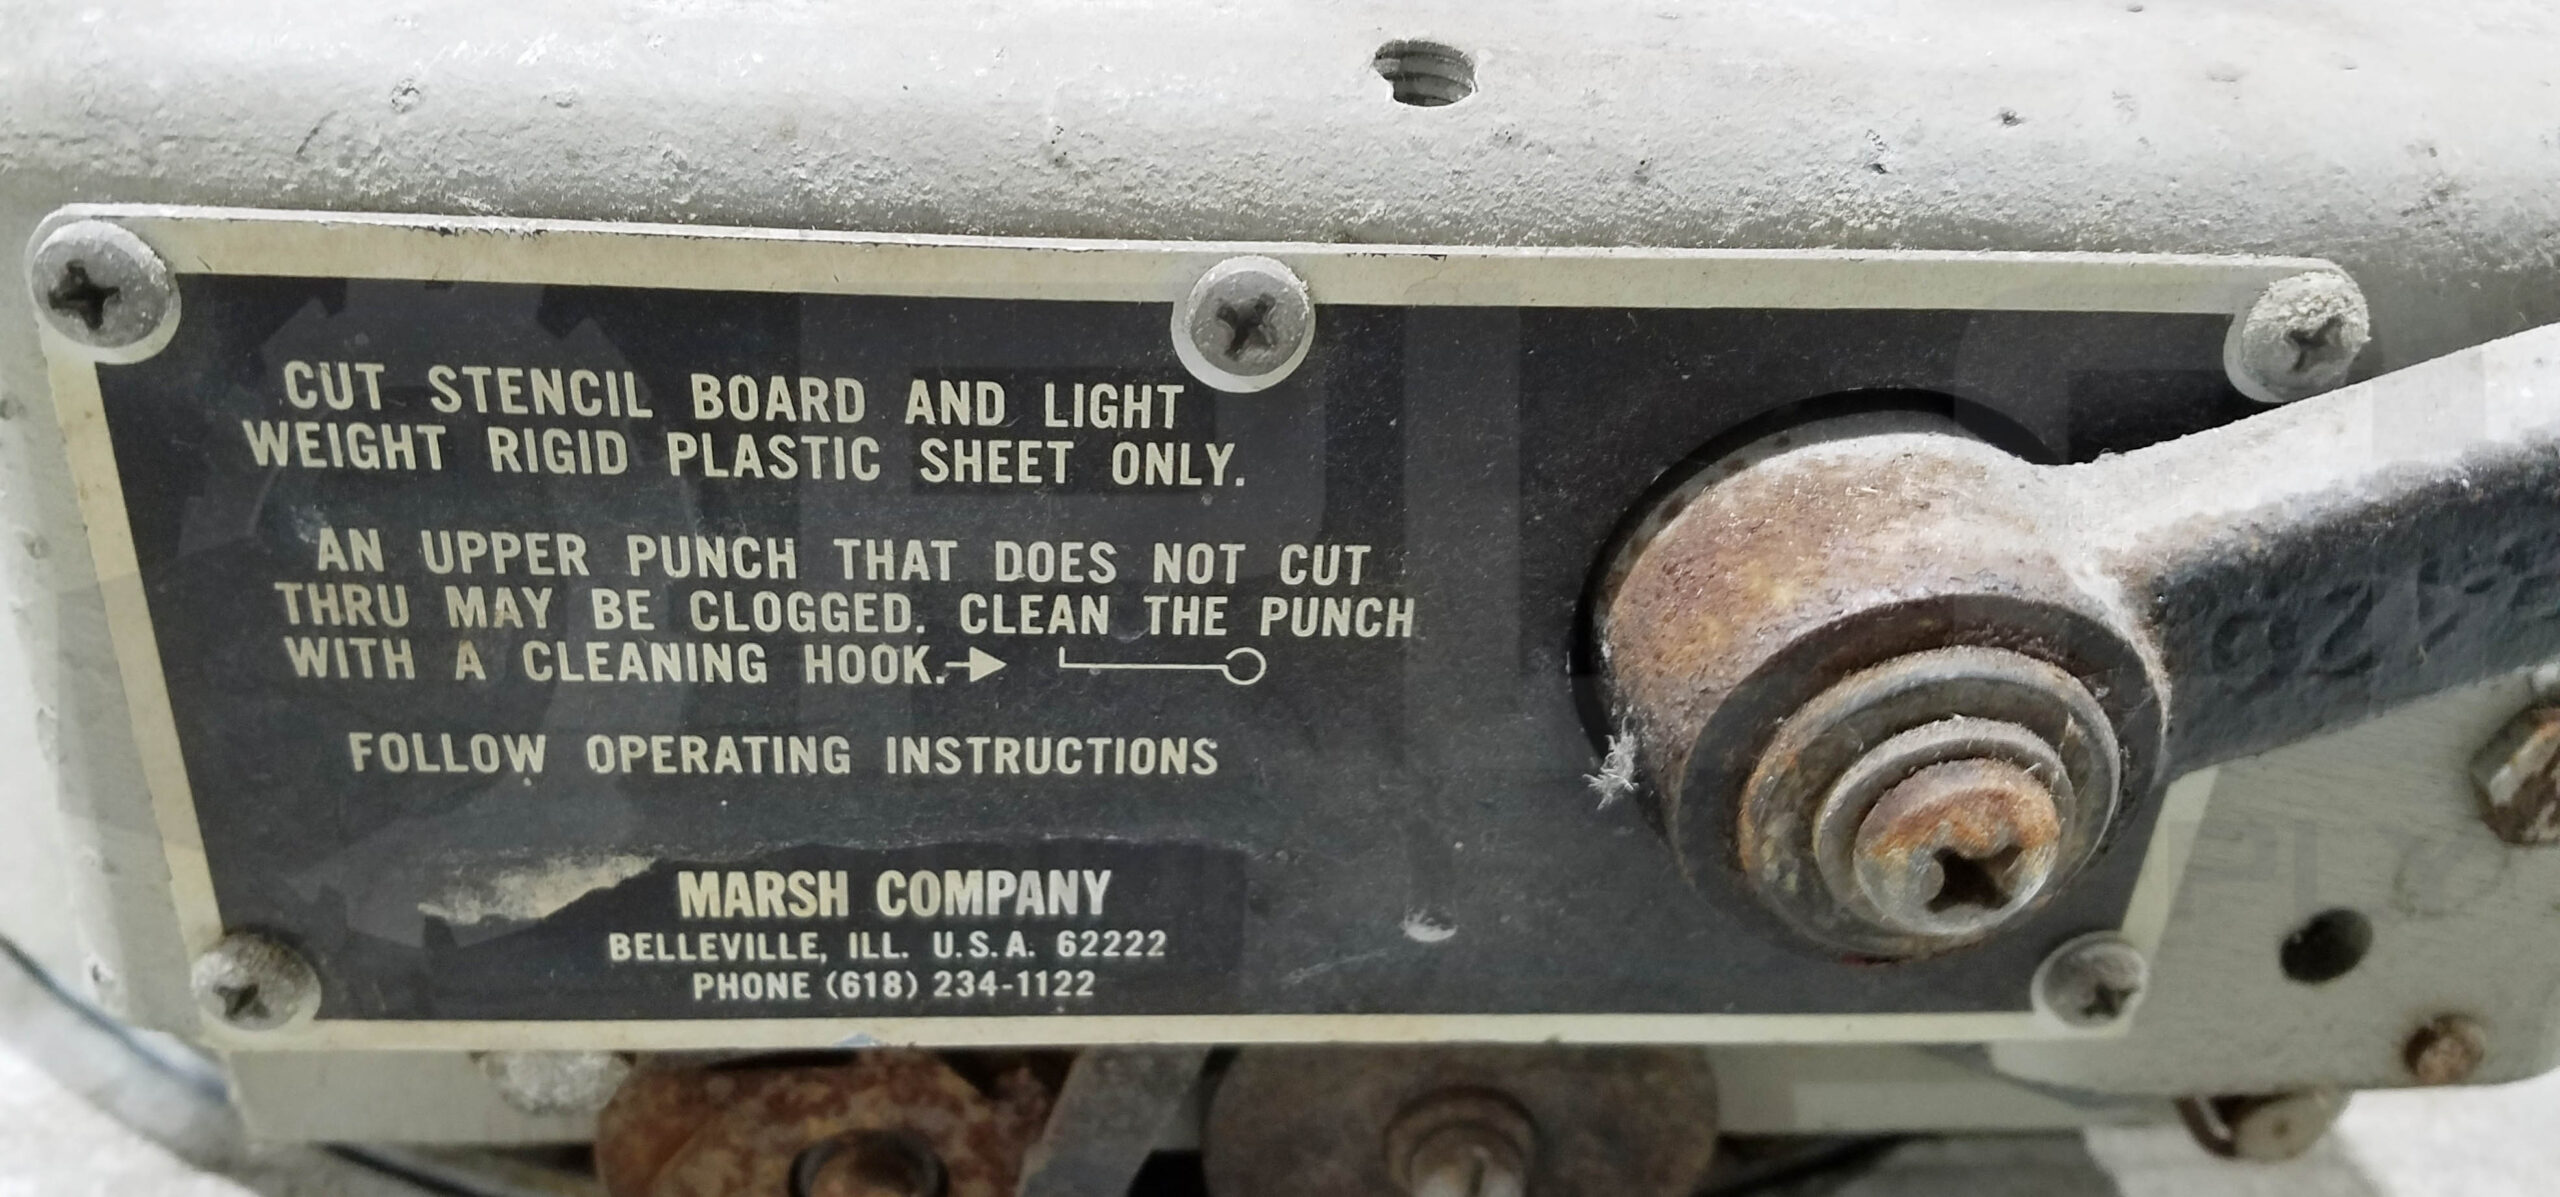 CUT STENCIL BOARD AND LIGHT
WEIGHT RIGID PLASTIC SHEET ONLY.
AN UPPER PUNCH THAT DOES NOT CUT
THRU MAY BE CLOGGED. CLEAN THE PUNCH
WITH A CLEANING HOOK.
FOLLOW OPERATING INSTRUCTIONS
MARSH COMPANY
BELLEVILLE, ILL. U.S.A. 62222
PHONE (618) 234-1122